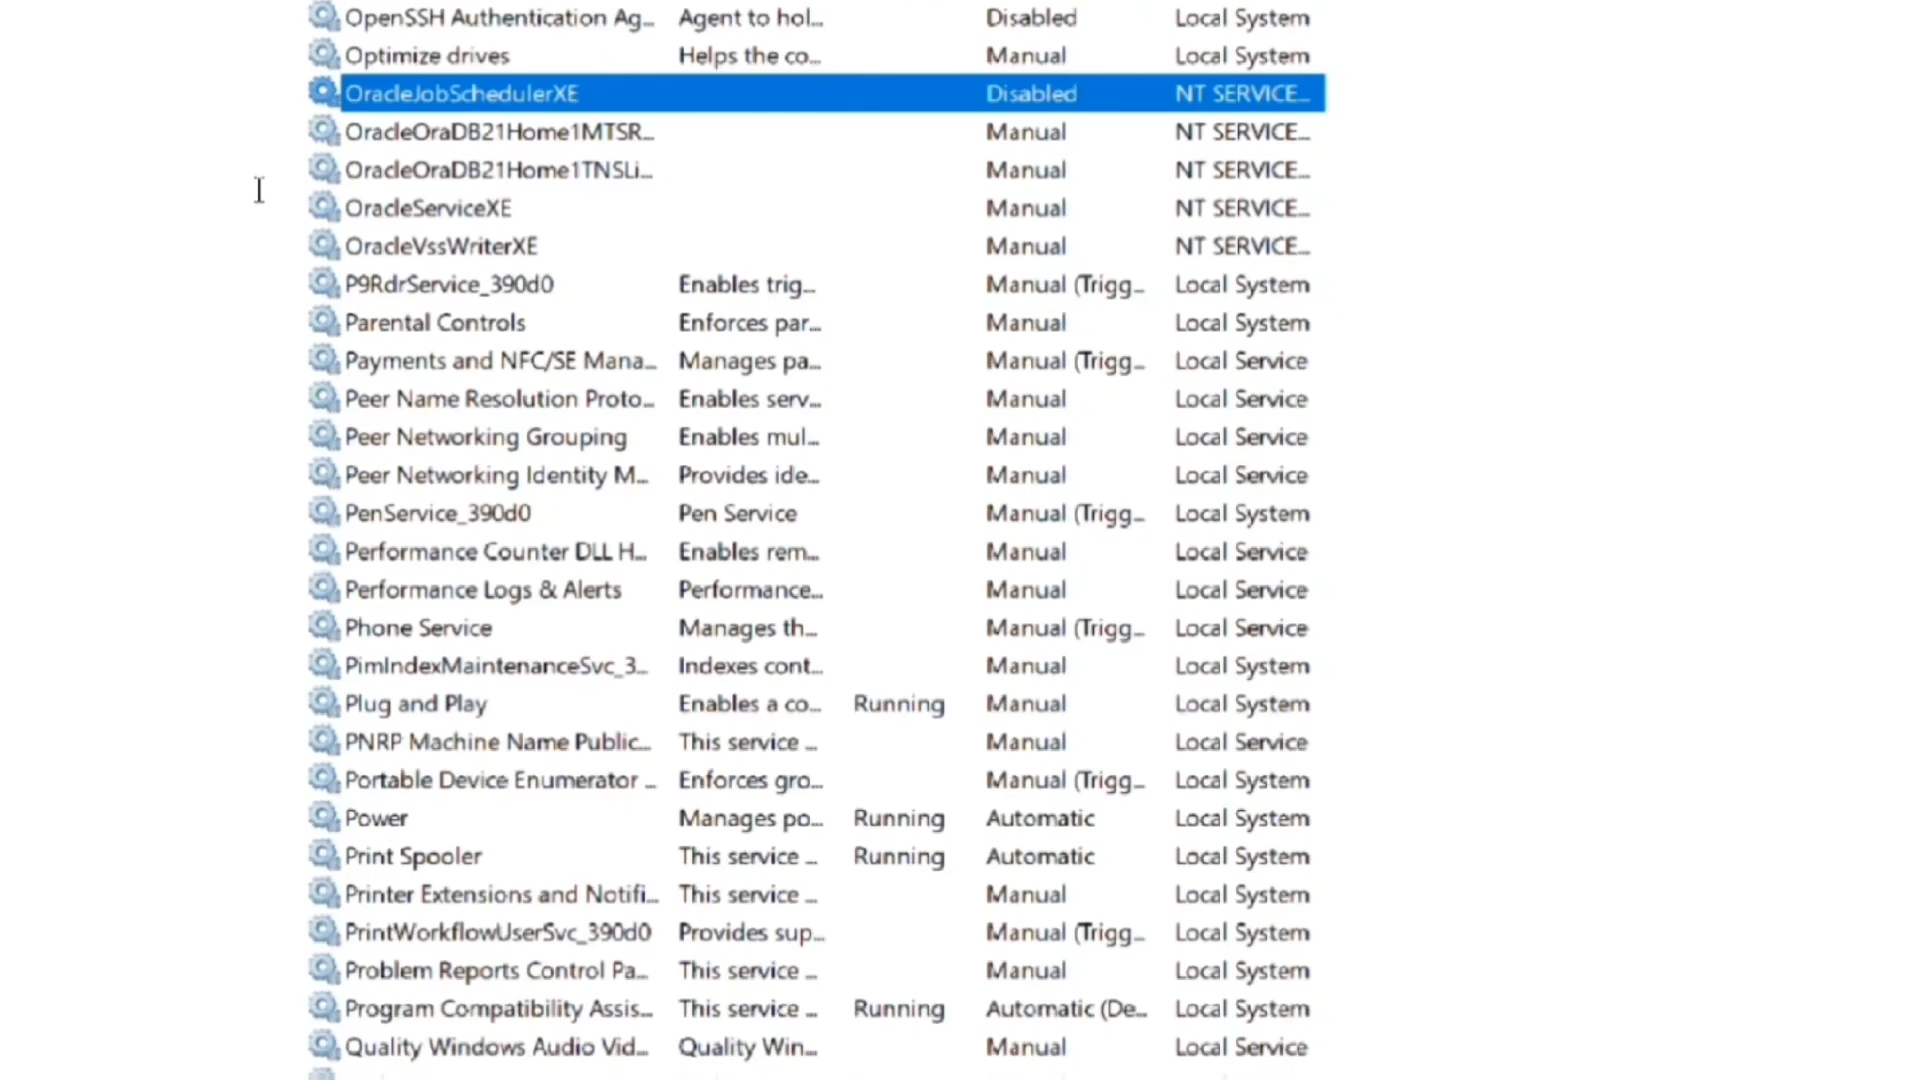 OpenSSH Authentication Ag... Agent to hol... Disabled Local System
Optimize drives Helps the co... Manual Local System
OracleJobSchedulerXE Disabled NT SERVICE...
OracleOraDB21Home1MTSR... Manual NT SERVICE...
OracleOraDB21Home1TNSLi... Manual NT SERVICE...
OracleServiceXE Manual NT SERVICE...
OracleVssWriterXE Manual NT SERVICE...
P9RdrService_390d0 Enables trig... Manual (Trigg... Local System
Parental Controls Enforces par... Manual Local System
Payments and NFC/SE Mana... Manages pa... Manual (Trigg... Local Service
Peer Name Resolution Proto... Enables serv... Manual Local Service
Peer Networking Grouping Enables mul... Manual Local Service
Peer Networking Identity M... Provides ide... Manual Local Service
PenService_390d0 Pen Service Manual (Trigg... Local System
Performance Counter DLL H... Enables rem... Manual Local Service
Performance Logs & Alerts Performance... Manual Local Service
Phone Service Manages th... Manual (Trigg... Local Service
PimIndexMaintenanceSvc_3... Indexes cont... Manual Local System
Plug and Play Enables a co... Running Manual Local System
PNRP Machine Name Public... This service ... Manual Local Service
Portable Device Enumerator ... Enforces gro... Manual (Trigg... Local System
Power Manages po... Running Automatic Local System
Print Spooler This service ... Running Automatic Local System
Printer Extensions and Notifi... This service ... Manual Local System
PrintWorkflowUserSvc_390d0 Provides sup... Manual (Trigg... Local System
Problem Reports Control Pa... This service ... Manual Local System
Program Compatibility Assis... This service ... Running Automatic (De... Local System
Quality Windows Audio Vid... Quality Win... Manual Local Service